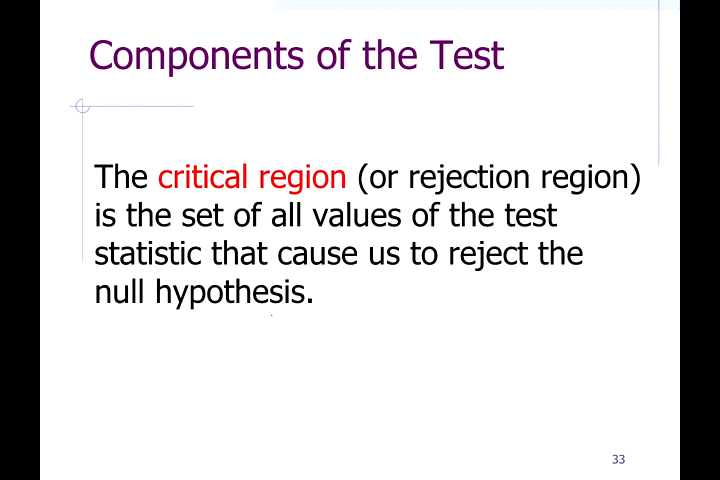 Components of the Test
The critical region (or rejection region)
is the set of all values of the test
statistic that cause us to reject the
null hypothesis.
33